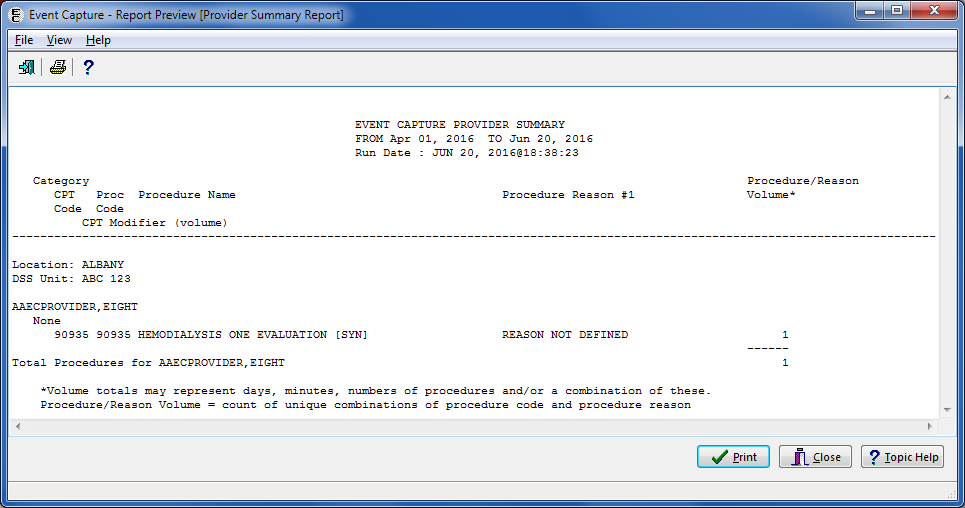 Event Capture - Report Preview [Provider Summary Report]
File View Help
?
EVENT CAPTURE PROVIDER SUMMARY
FROM Apr 01, 2016 TO Jun 20, 2016
Run Date : JUN 20, 2016@18:38:23
Category Procedure/Reason
CPT Proc Procedure Name Procedure Reason #1 Volume*
Code Code
CPT Modifier (volume)
--------------------------------------------------------------------------------
Location: ALBANY
DSS Unit: ABC 123
AAECPROVIDER,EIGHT
None
90935 90935 HEMODIALYSIS ONE EVALUATION [SYN] REASON NOT DEFINED 1
------
Total Procedures for AAECPROVIDER,EIGHT 1
*Volume totals may represent days, minutes, numbers of procedures and/or a combination of these.
Procedure/Reason Volume = count of unique combinations of procedure code and procedure reason
Print Close ? Topic Help